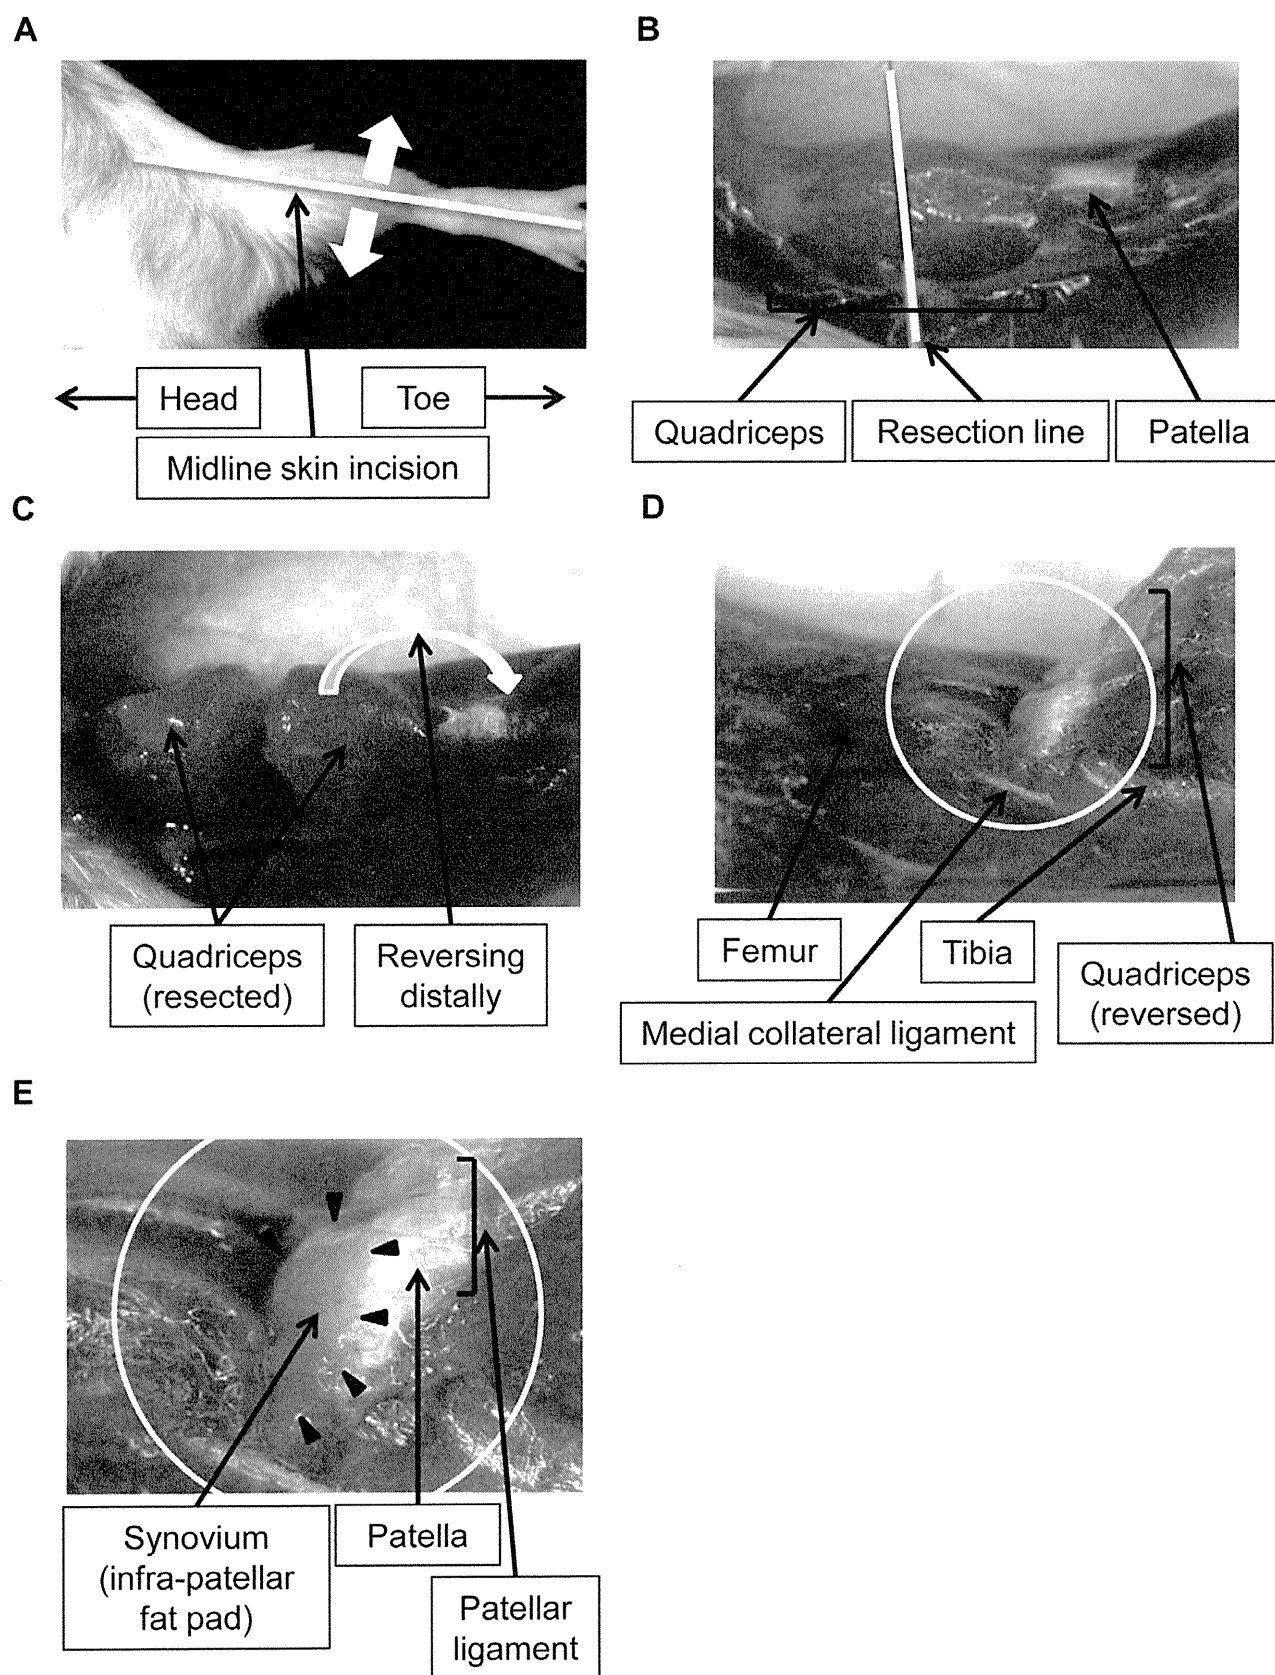 A
B
Head
Toe
Midline skin incision
Quadriceps
Resection line
Patella
C
D
Quadriceps
(resected)
Reversing
distally
Femur
Tibia
Quadriceps
(reversed)
Medial collateral ligament
E
Synovium
(infra-patellar
fat pad)
Patella
Patellar
ligament